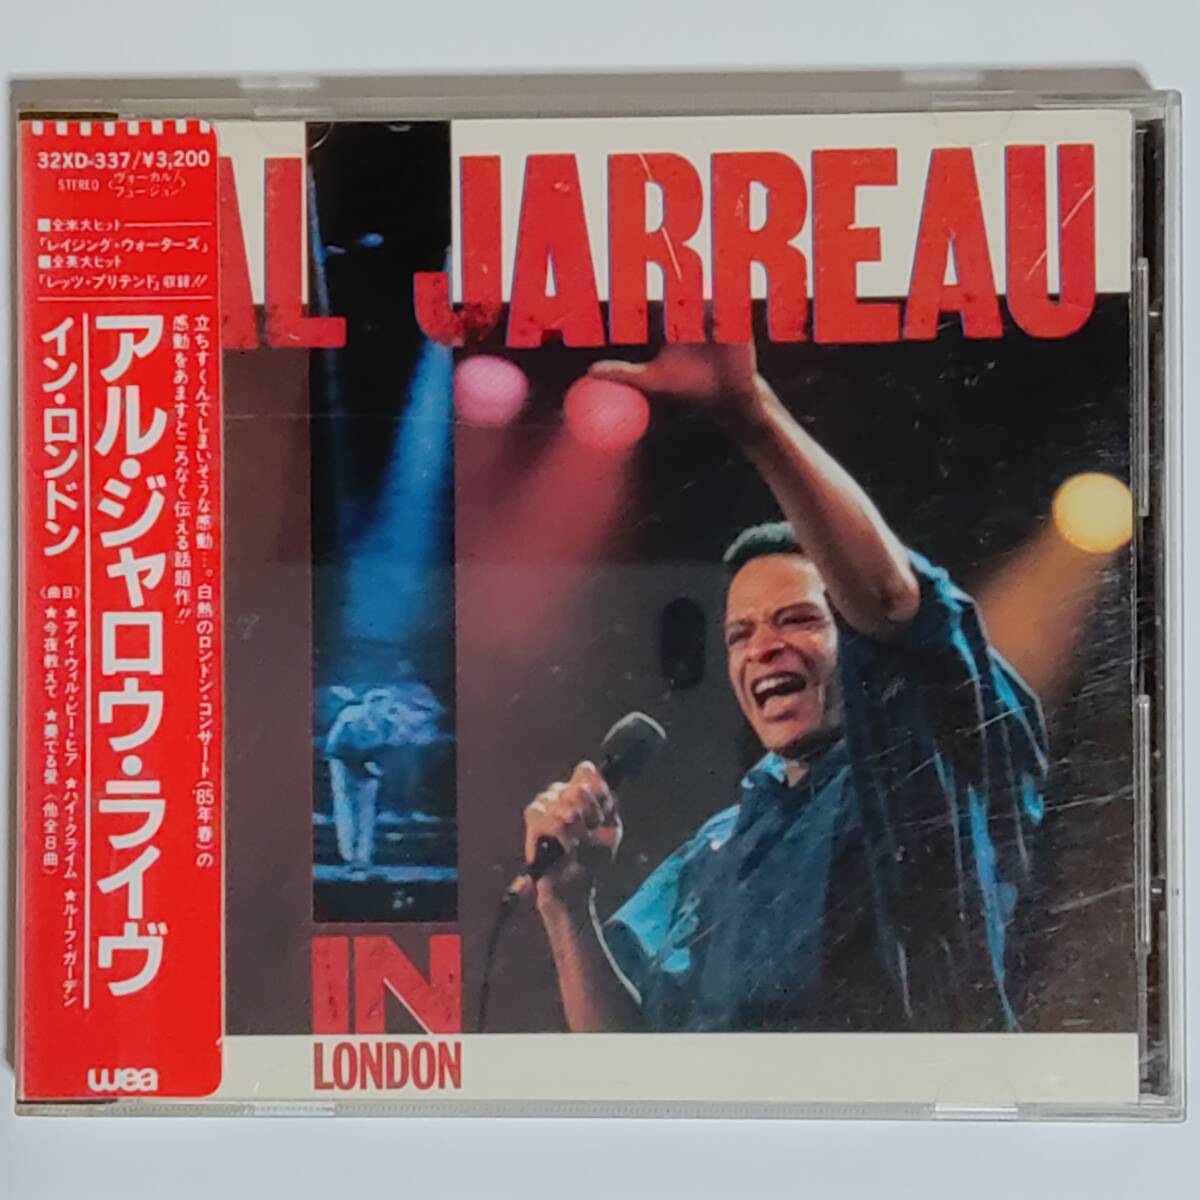 32XD-337/¥3,200
STEREO〈ヴォーカル/フュージョン〉
■全米大ヒット
「レイジング・ウォーターズ」
■全英大ヒット
「レッツ・プリテンド」収録!!
立ちすくんでしまいそうな感動…。白熱のロンドン・コンサート('85年春)の
感動をあますところなく伝える話題作!!
アル・ジャロウ・ライヴ
イン・ロンドン
〈曲目〉★アイ・ウィル・ビー・ヒア ★ハイ・クライム ★ルーフ・ガーデン
★今夜教えて ★奏でる愛〈他全8曲〉
wea
AL JARREAU
IN
LONDON